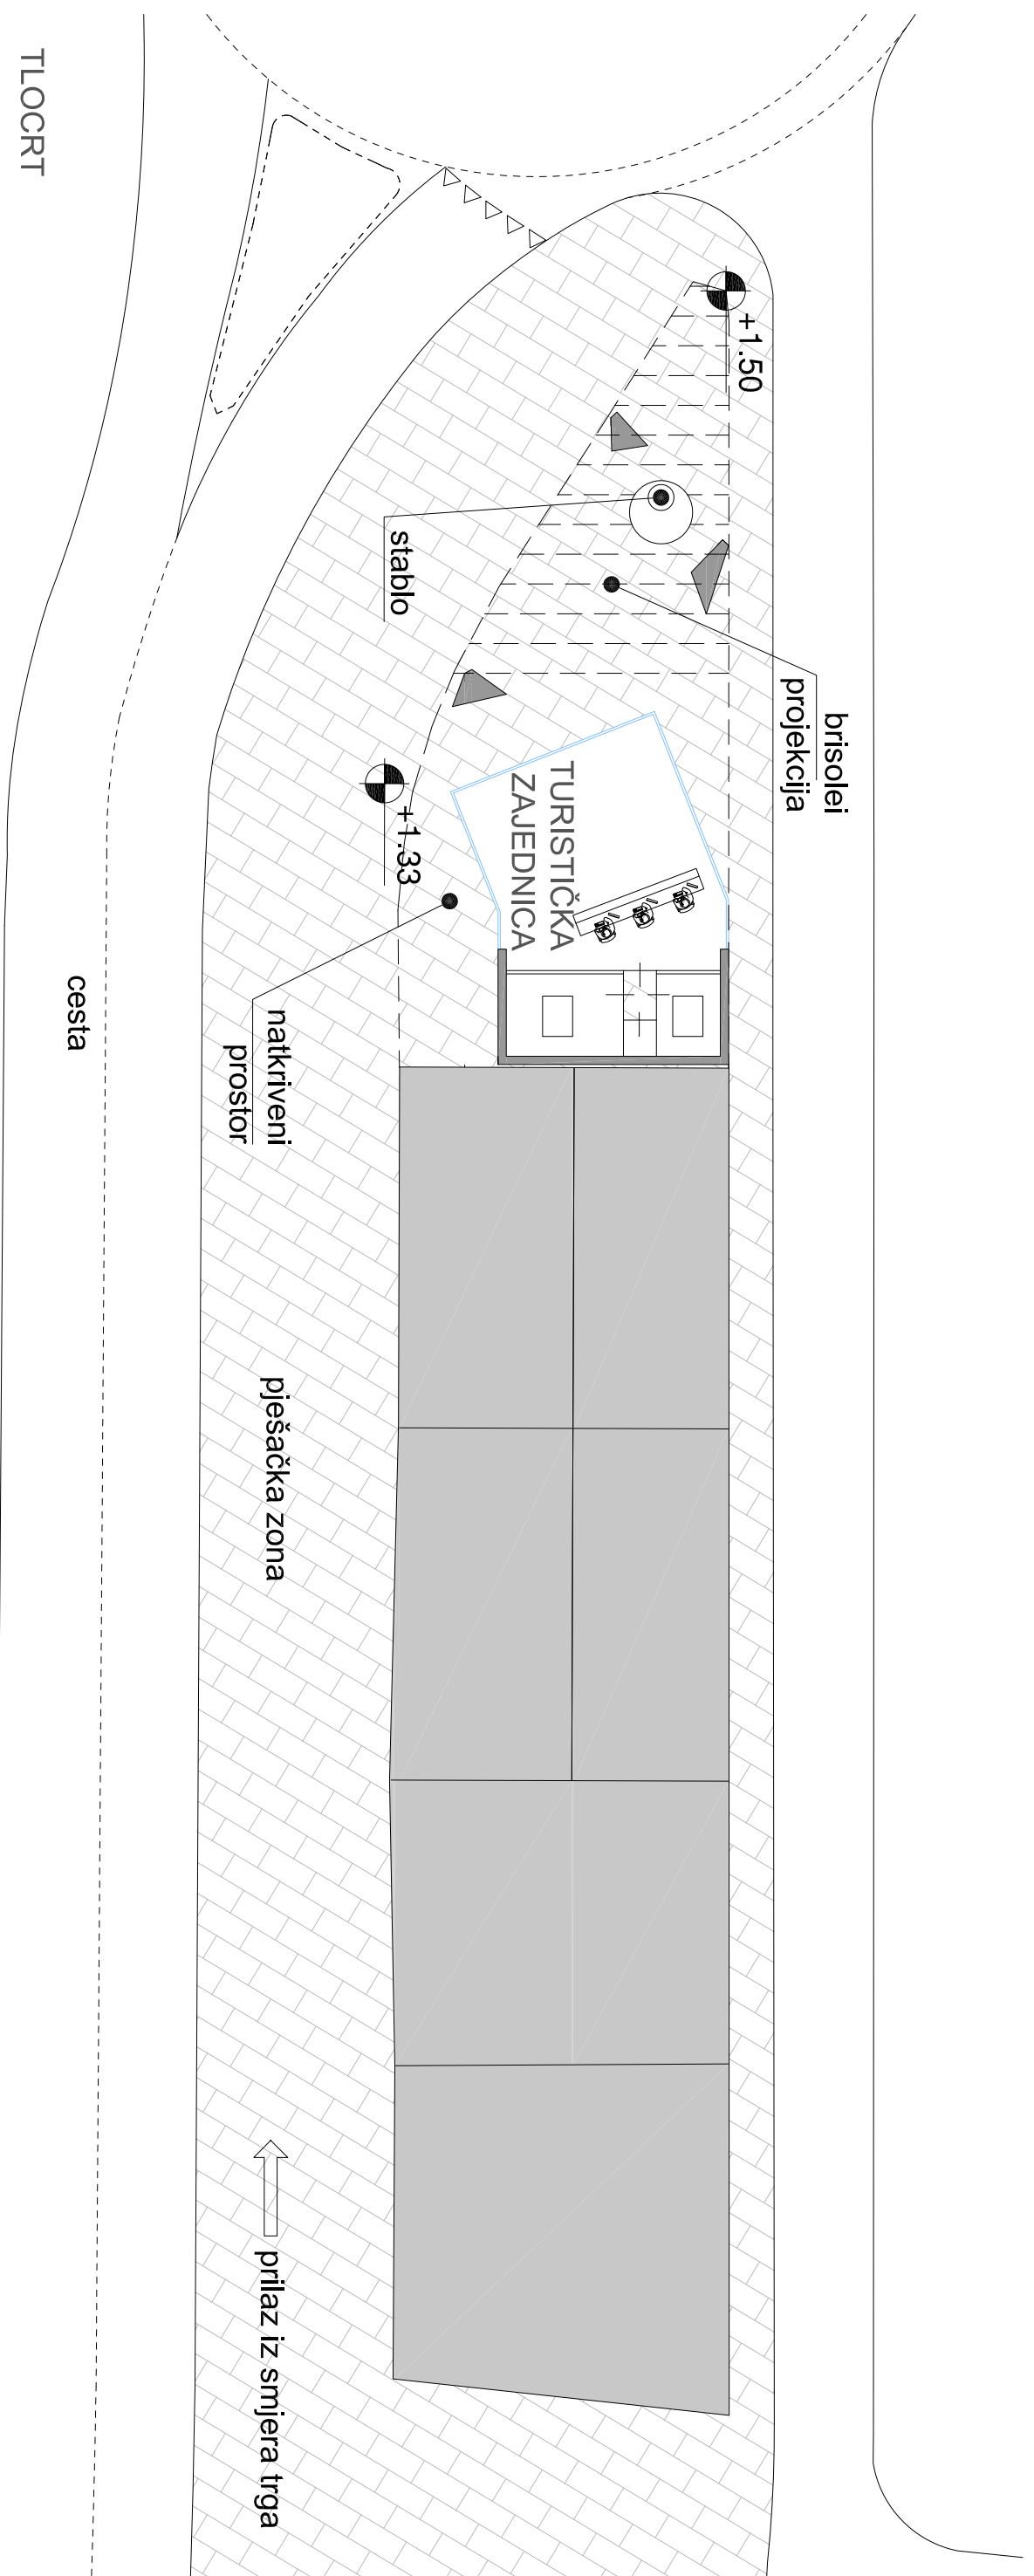 TLOCRT
+1.50
stablo
brisolei
projekcija
TURISTIČKA
ZAJEDNICA
+1.33
natkriveni
prostor
cesta
pješačka zona
prilaz iz smjera trga